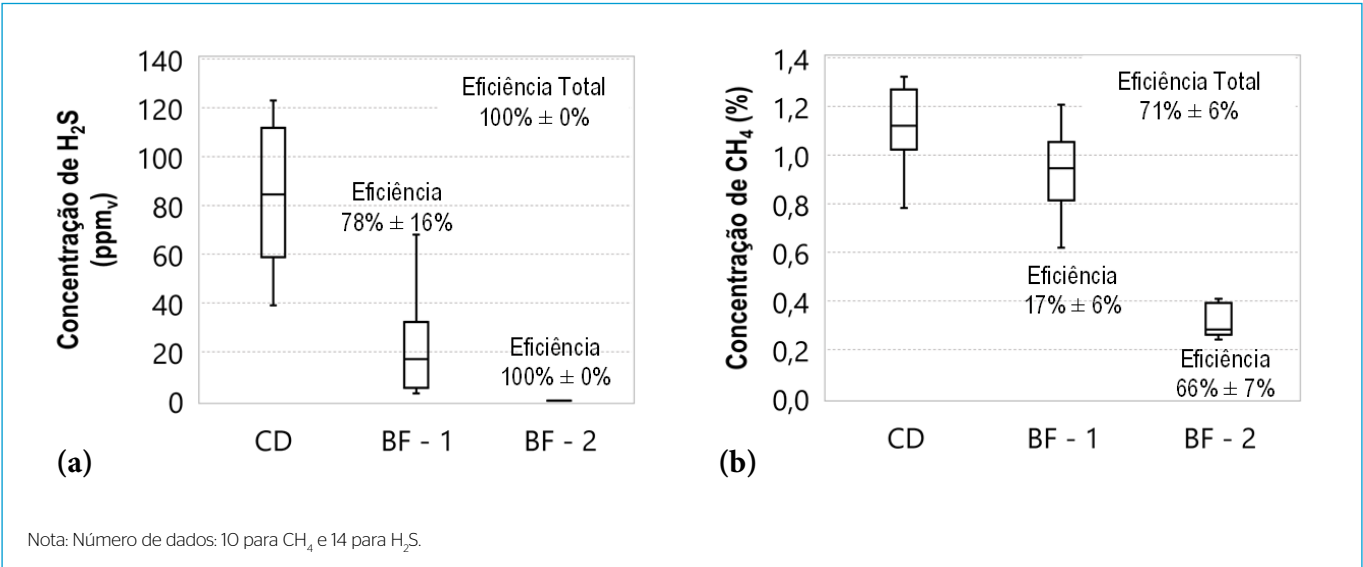 Concentração de H₂S
(ppmᵥ)
140
120
100
80
60
40
20
0
Eficiência Total
100% ± 0%
Eficiência
78% ± 16%
Eficiência
100% ± 0%
CD
BF - 1
BF - 2
(a)
Concentração de CH₄ (%)
1,4
1,2
1,0
0,8
0,6
0,4
0,2
0,0
Eficiência Total
71% ± 6%
Eficiência
17% ± 6%
Eficiência
66% ± 7%
CD
BF - 1
BF - 2
(b)
Nota: Número de dados: 10 para CH₄ e 14 para H₂S.